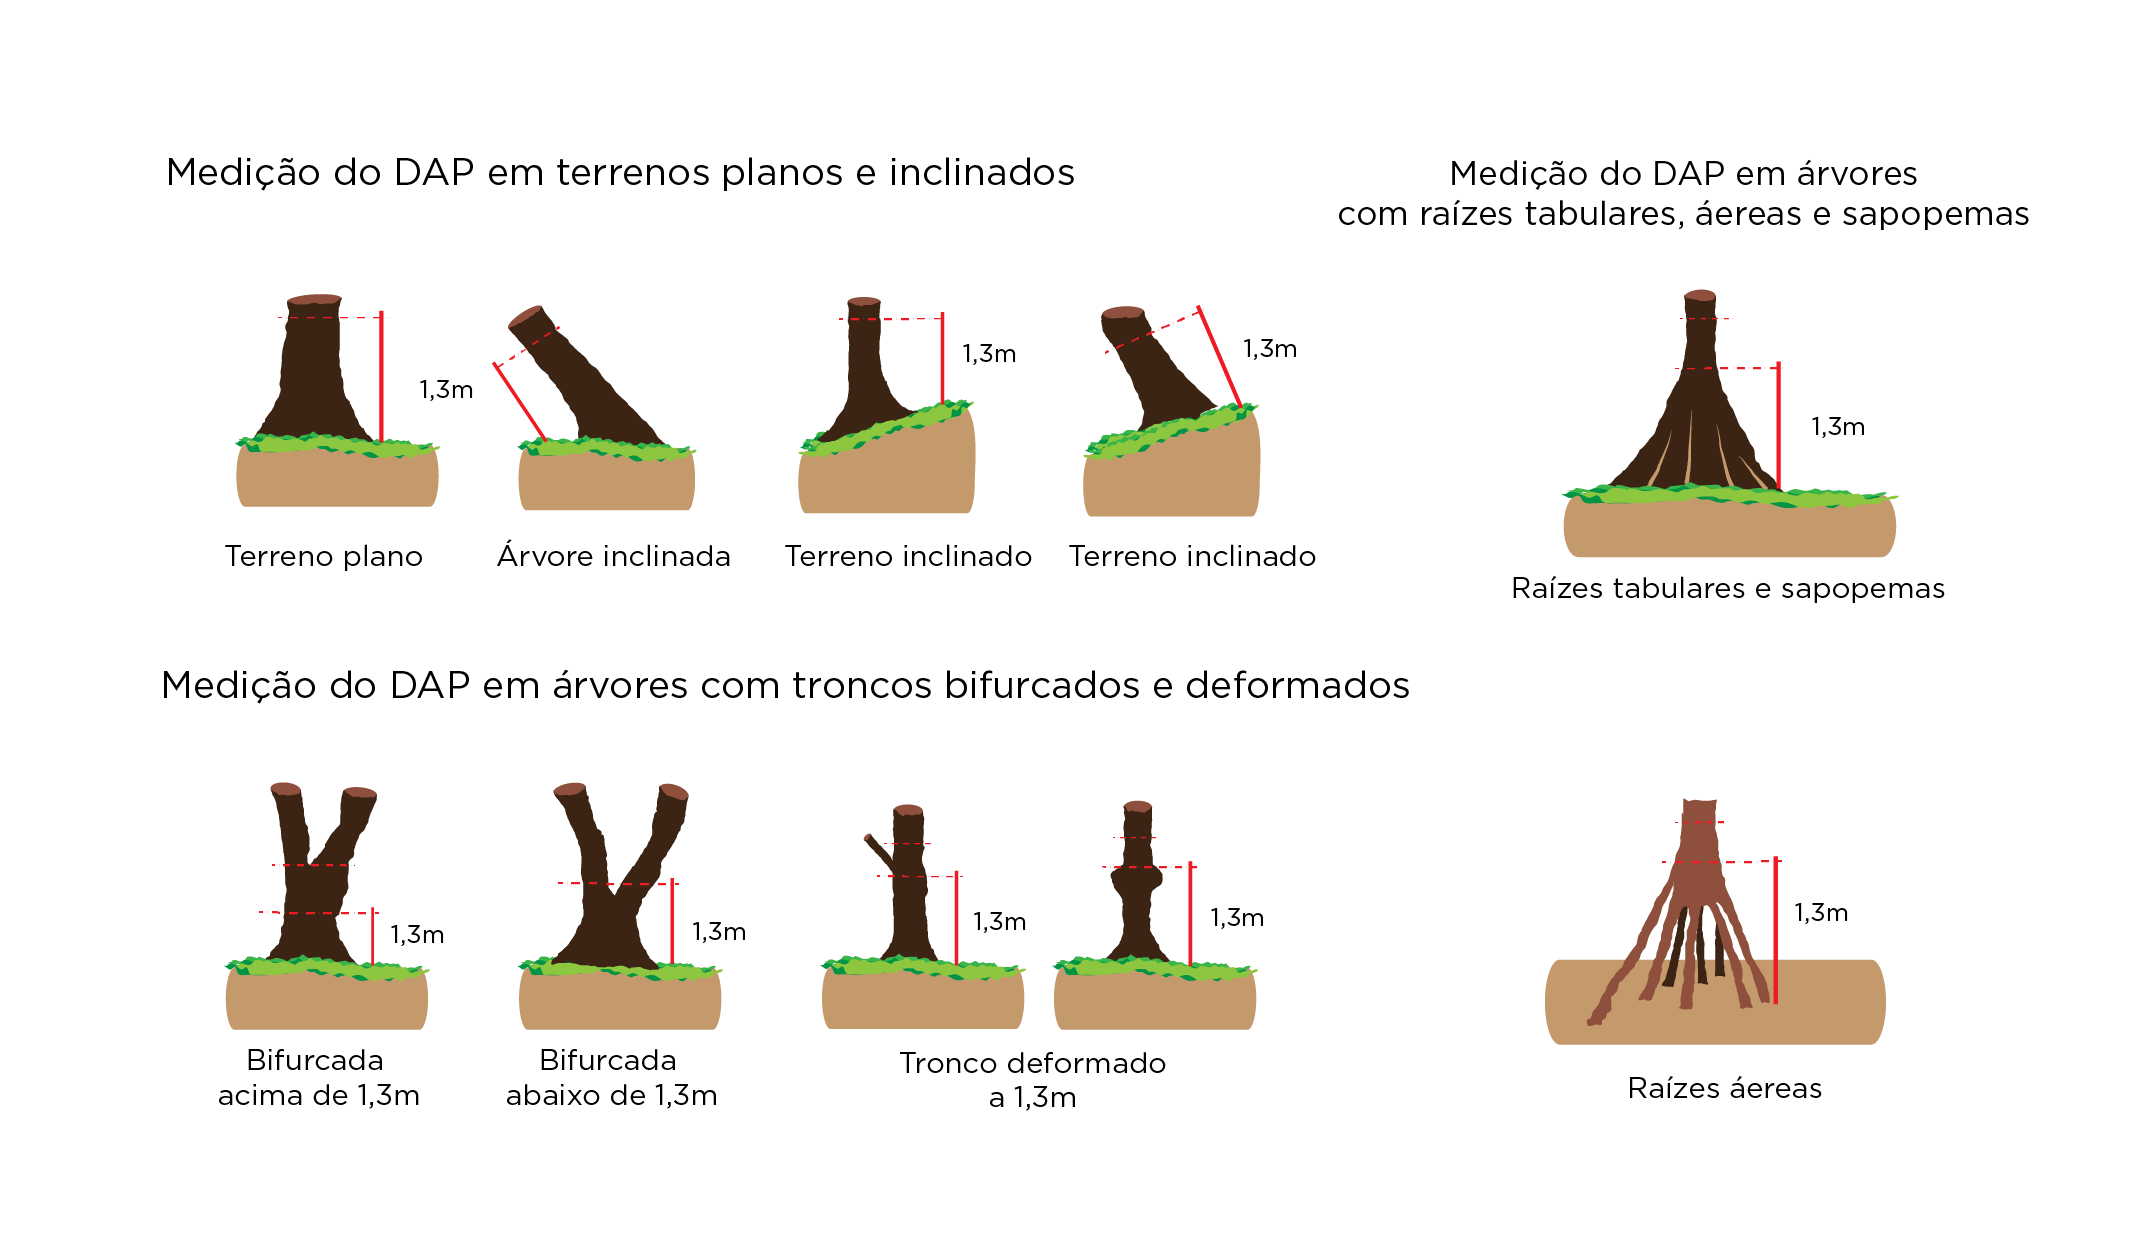 Medição do DAP em terrenos planos e inclinados
1,3m
1,3m
1,3m
Terreno plano
Árvore inclinada
Terreno inclinado
Terreno inclinado
Medição do DAP em árvores
com raízes tabulares, áereas e sapopemas
1,3m
Raízes tabulares e sapopemas
Medição do DAP em árvores com troncos bifurcados e deformados
1,3m
1,3m
1,3m
1,3m
Bifurcada
acima de 1,3m
Bifurcada
abaixo de 1,3m
Tronco deformado
a 1,3m
1,3m
Raízes áereas